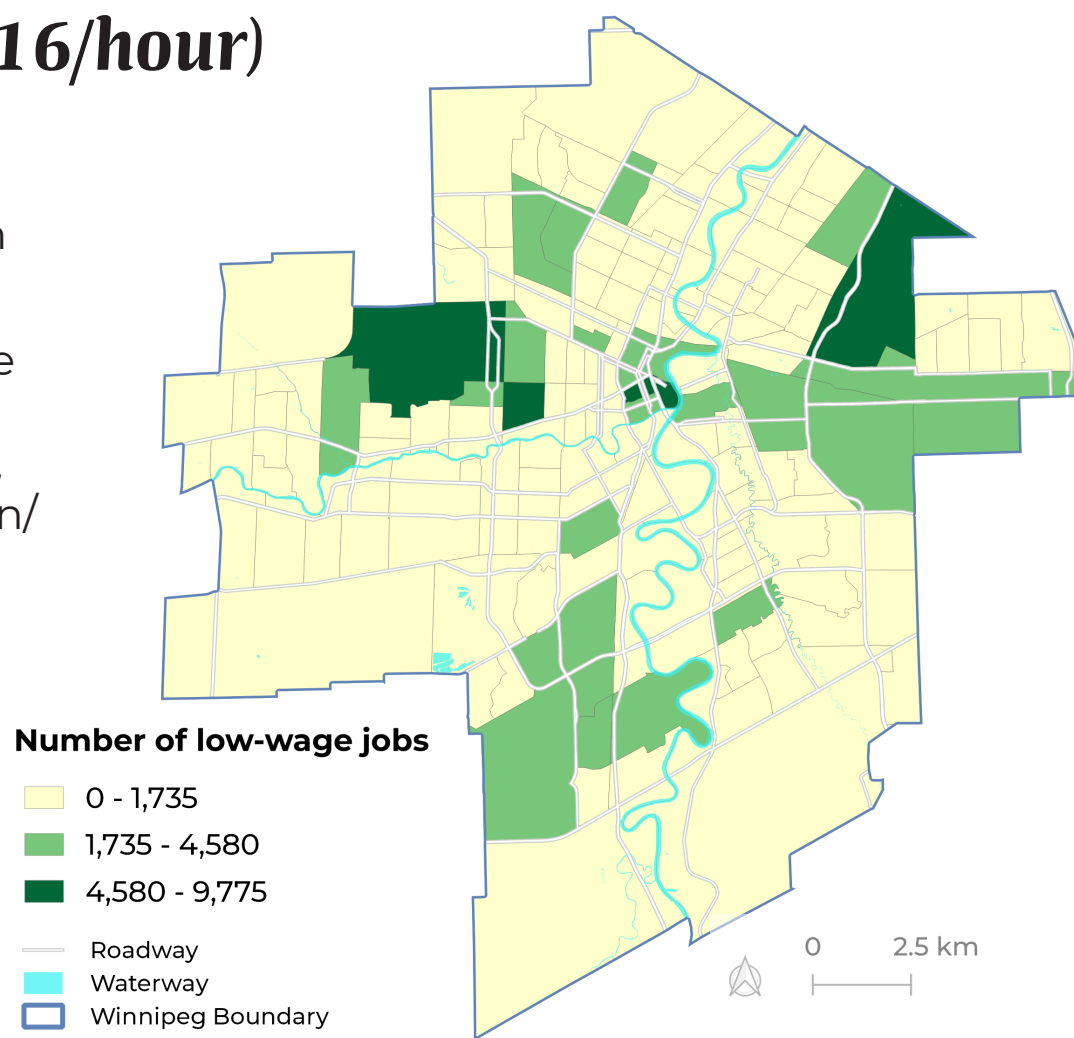 16/hour)
n
e
,
n/
Number of low-wage jobs
0 - 1,735
1,735 - 4,580
4,580 - 9,775
Roadway
Waterway
Winnipeg Boundary
0 2.5 km